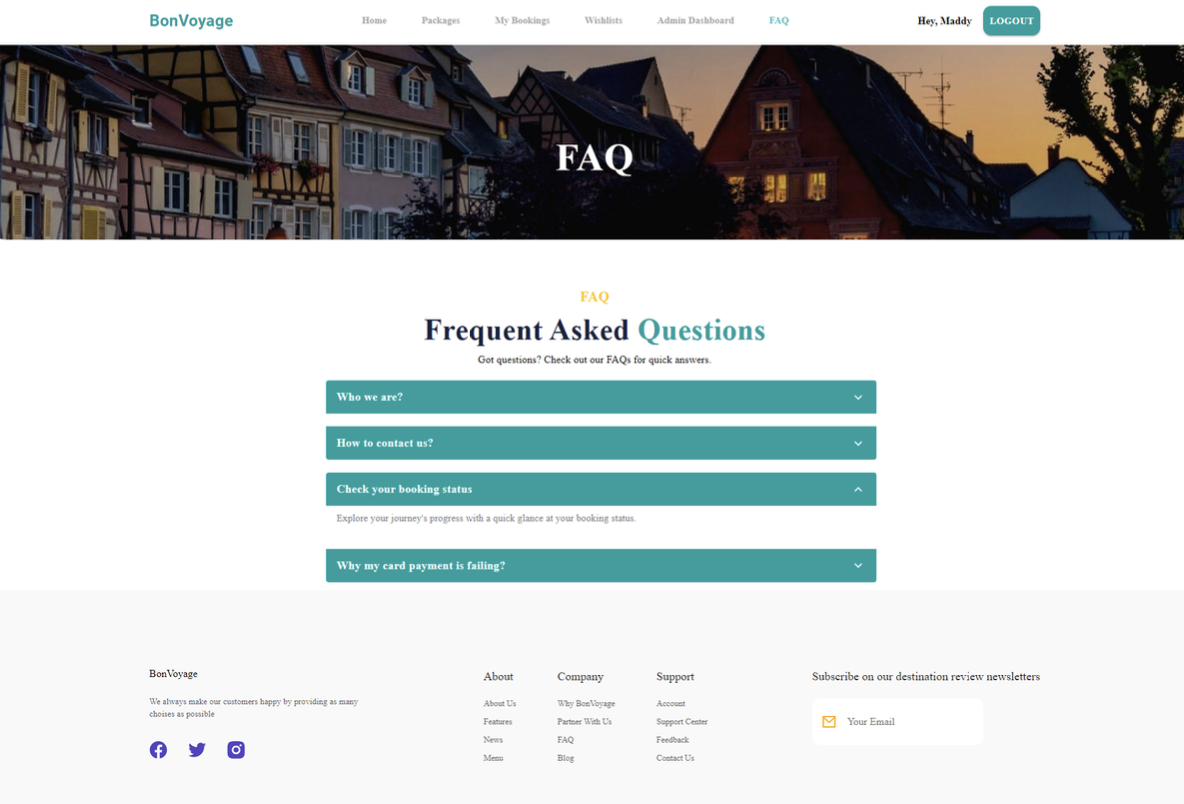 BonVoyage
Home
Packages
My Bookings
Wishlists
Admin Dashboard
FAQ
Hey, Maddy
LOGOUT
FAQ
FAQ
Frequent Asked Questions
Got questions? Check out our FAQs for quick answers.
Who we are?
How to contact us?
Check your booking status
Explore your journey's progress with a quick glance at your booking status.
Why my card payment is failing?
BonVoyage
We always make our customers happy by providing as many
choises as possible
About
About Us
Features
News
Menu
Company
Why BonVoyage
Partner With Us
FAQ
Blog
Support
Account
Support Center
Feedback
Contact Us
Subscribe on our destination review newsletters
Your Email